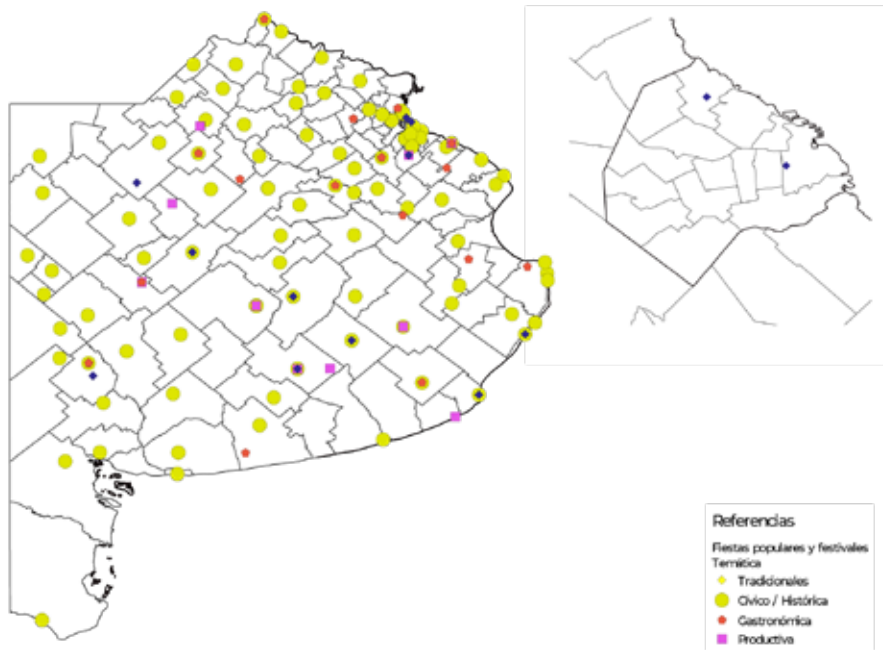 Referencias
Fiestas populares y festivales
Temática
Tradicionales
Cívico / Histórica
Gastronómica
Productiva